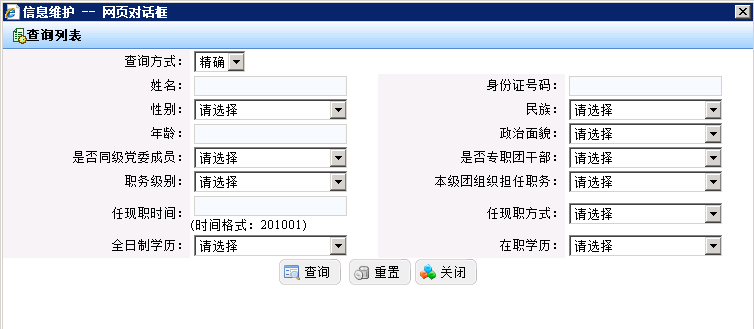 信息维护 -- 网页对话框
查询列表
查询方式： 精确
姓名： 身份证号码：
性别： 请选择 民族： 请选择
年龄： 政治面貌： 请选择
是否同级党委成员： 请选择 是否专职团干部： 请选择
职务级别： 请选择 本级团组织担任职务： 请选择
任现职时间： 任现职方式： 请选择
(时间格式：201001)
全日制学历： 请选择 在职学历： 请选择
查询 重置 关闭